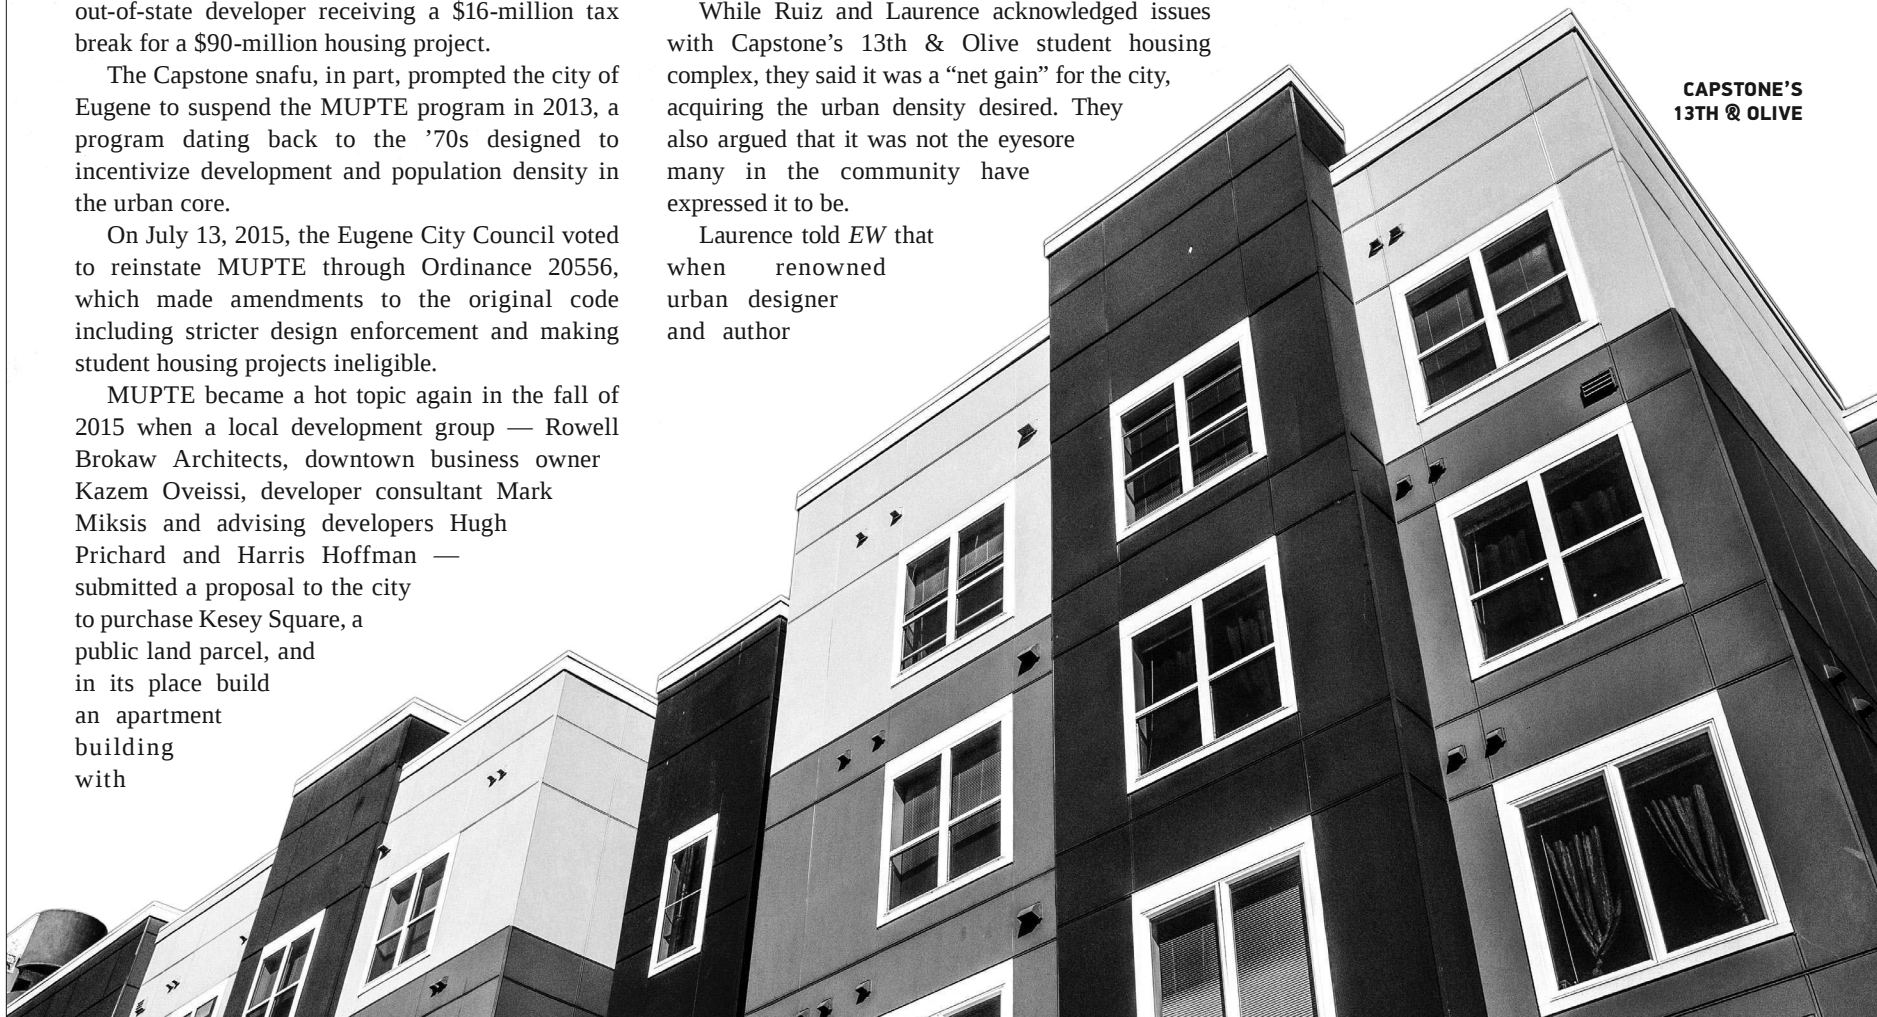 out-of-state developer receiving a $16-million tax
break for a $90-million housing project.
The Capstone snafu, in part, prompted the city of
Eugene to suspend the MUPTE program in 2013, a
program dating back to the ’70s designed to
incentivize development and population density in
the urban core.
On July 13, 2015, the Eugene City Council voted
to reinstate MUPTE through Ordinance 20556,
which made amendments to the original code
including stricter design enforcement and making
student housing projects ineligible.
MUPTE became a hot topic again in the fall of
2015 when a local development group — Rowell
Brokaw Architects, downtown business owner
Kazem Oveissi, developer consultant Mark
Miksis and advising developers Hugh
Prichard and Harris Hoffman —
submitted a proposal to the city
to purchase Kesey Square, a
public land parcel, and
in its place build
an apartment
building
with
While Ruiz and Laurence acknowledged issues
with Capstone’s 13th & Olive student housing
complex, they said it was a “net gain” for the city,
acquiring the urban density desired. They
also argued that it was not the eyesore
many in the community have
expressed it to be.
Laurence told EW that
when renowned
urban designer
and author
CAPSTONE’S
13TH & OLIVE